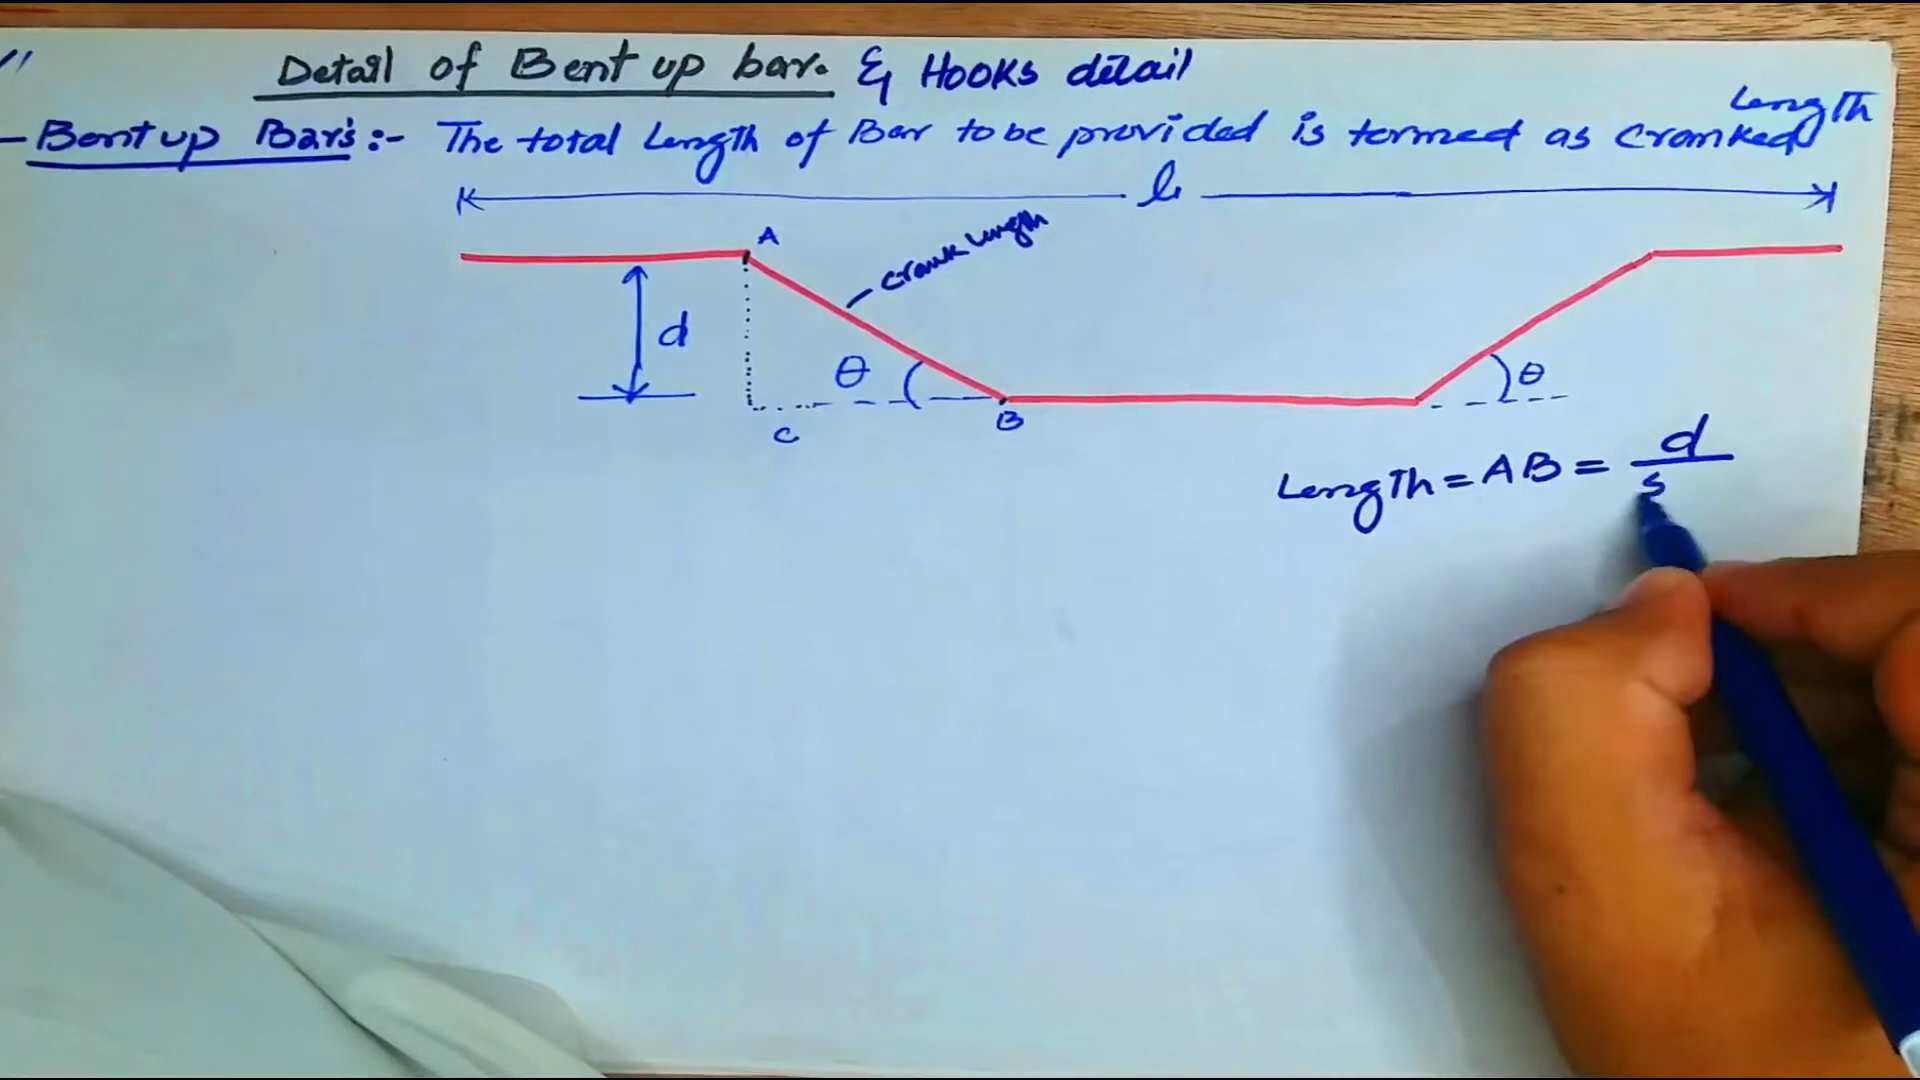 Detail of Bent up bar. & Hooks detail
- Bent up Bar's :- The total Length of Bar to be provided is termed as cranked Length
l
A
crank length
d
θ
θ
C
B
Length = AB = d
s